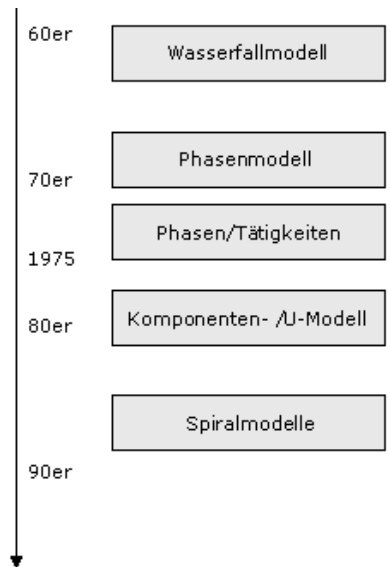 60er
Wasserfallmodell
Phasenmodell
70er
Phasen/Tätigkeiten
1975
Komponenten- /U-Modell
80er
Spiralmodelle
90er